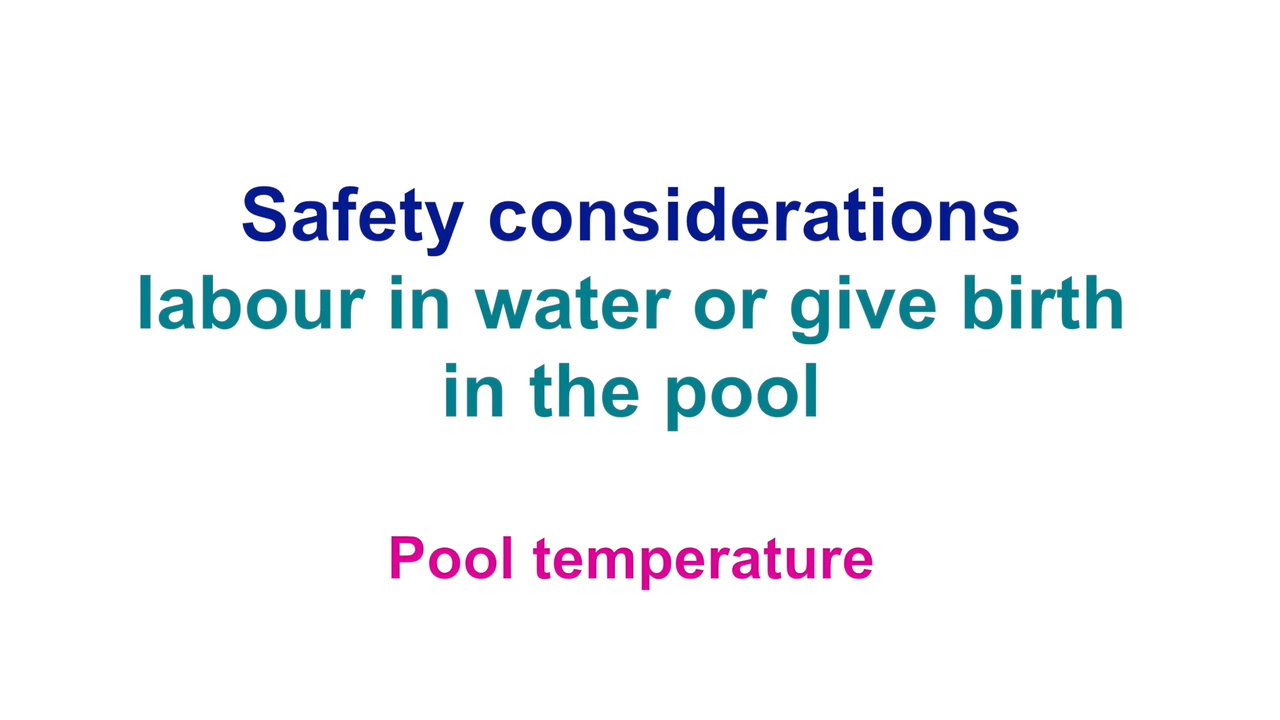 Safety considerations
labour in water or give birth
in the pool
Pool temperature